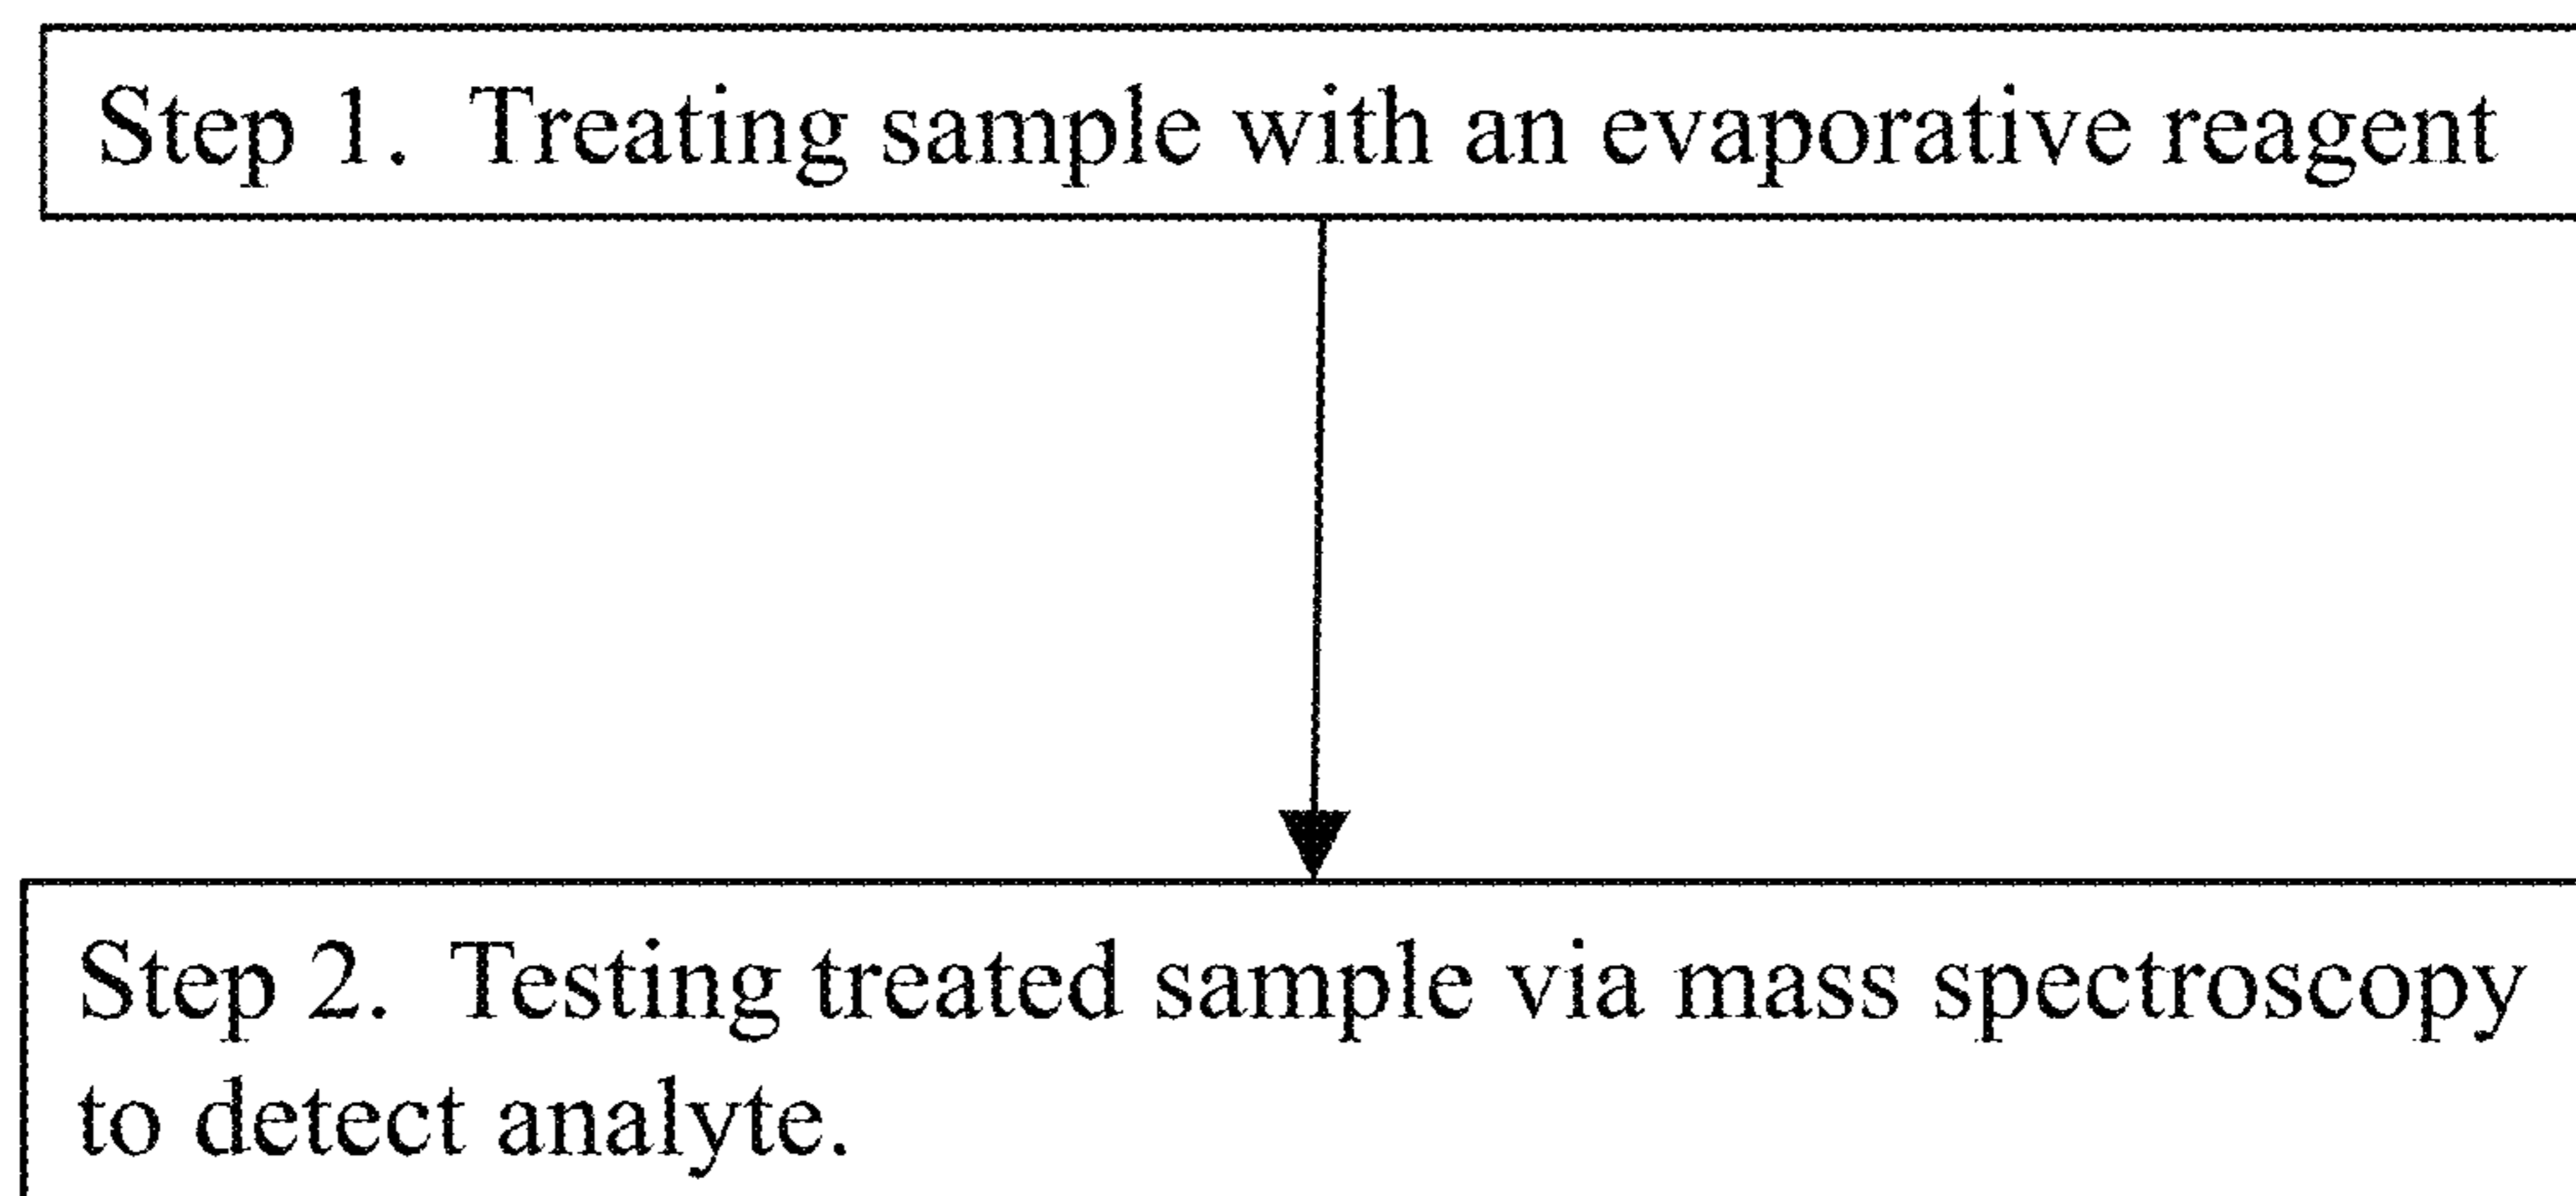 Step 1. Treating sample with an evaporative reagent
Step 2. Testing treated sample via mass spectroscopy
to detect analyte.